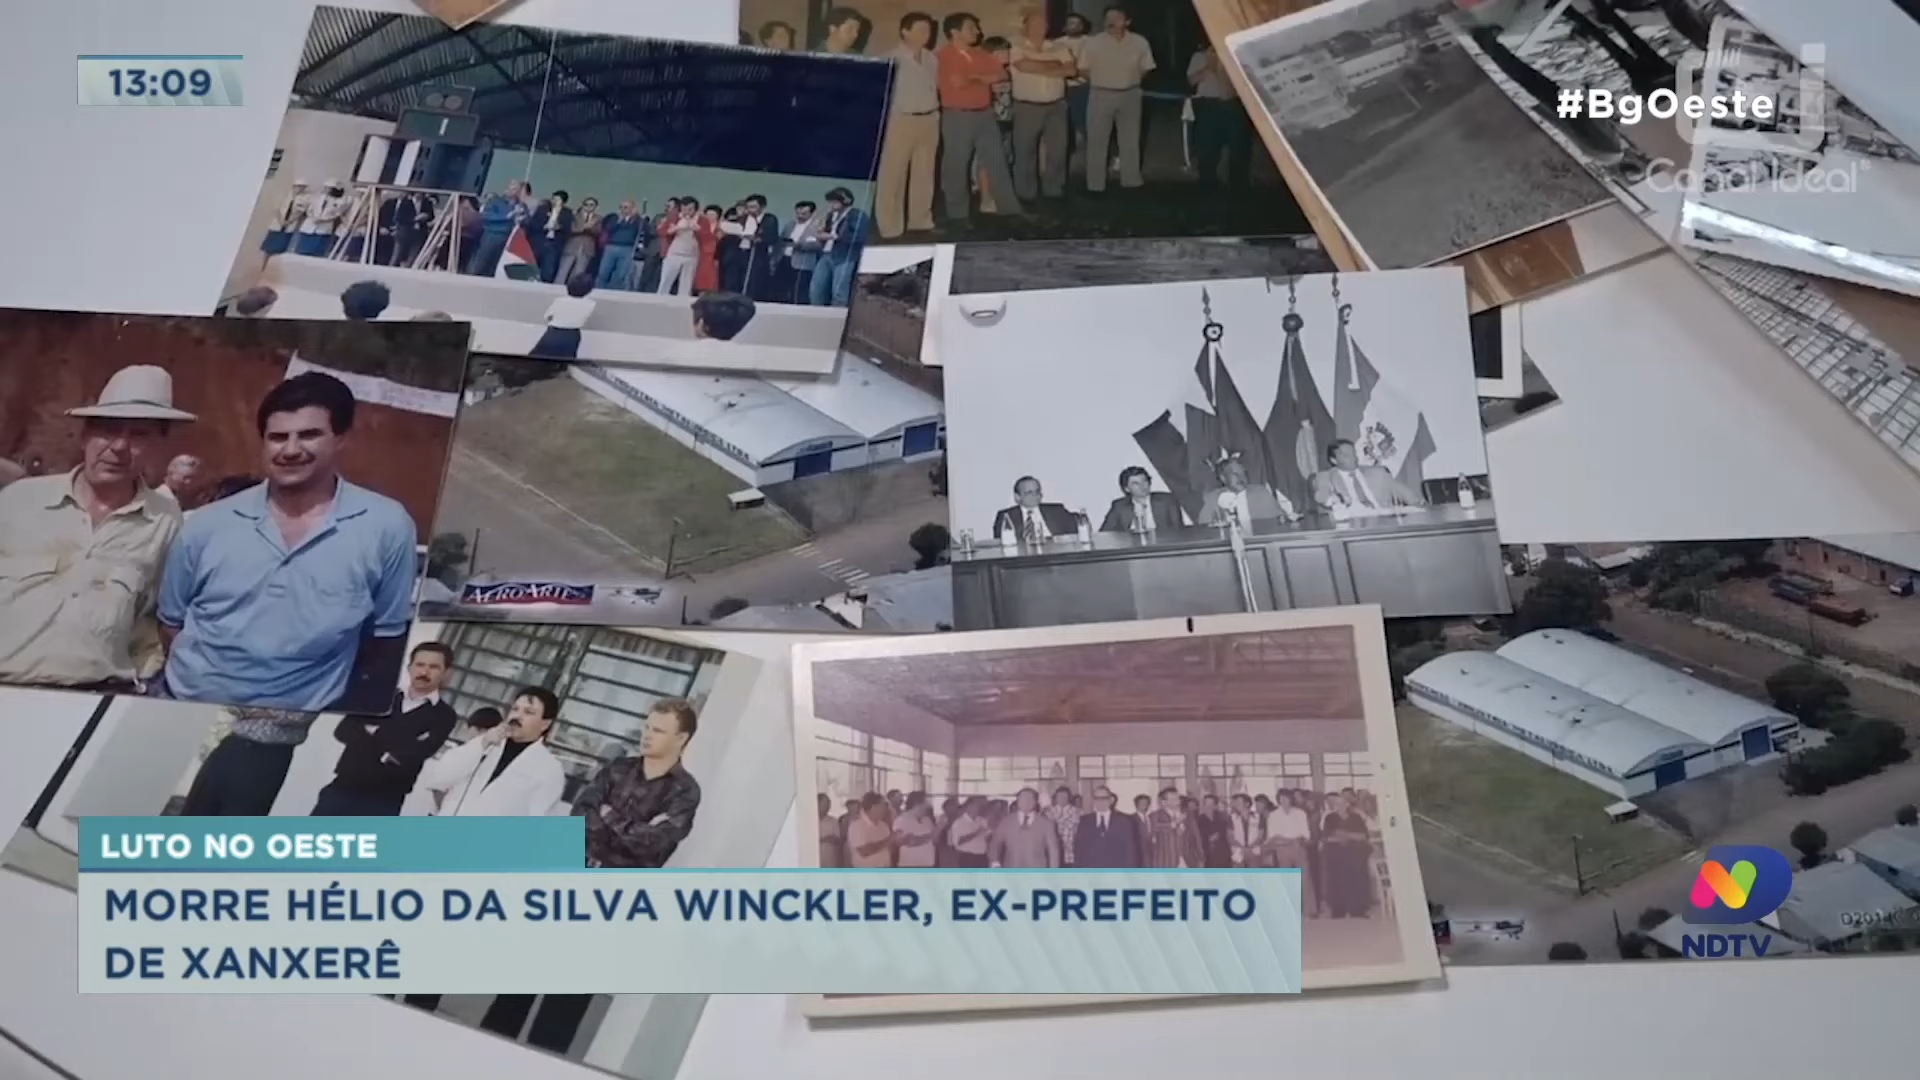 13:09
#BgOeste
Canal Ideal
AEROARTE
LUTO NO OESTE
MORRE HÉLIO DA SILVA WINCKLER, EX-PREFEITO
DE XANXERÊ
NDTV